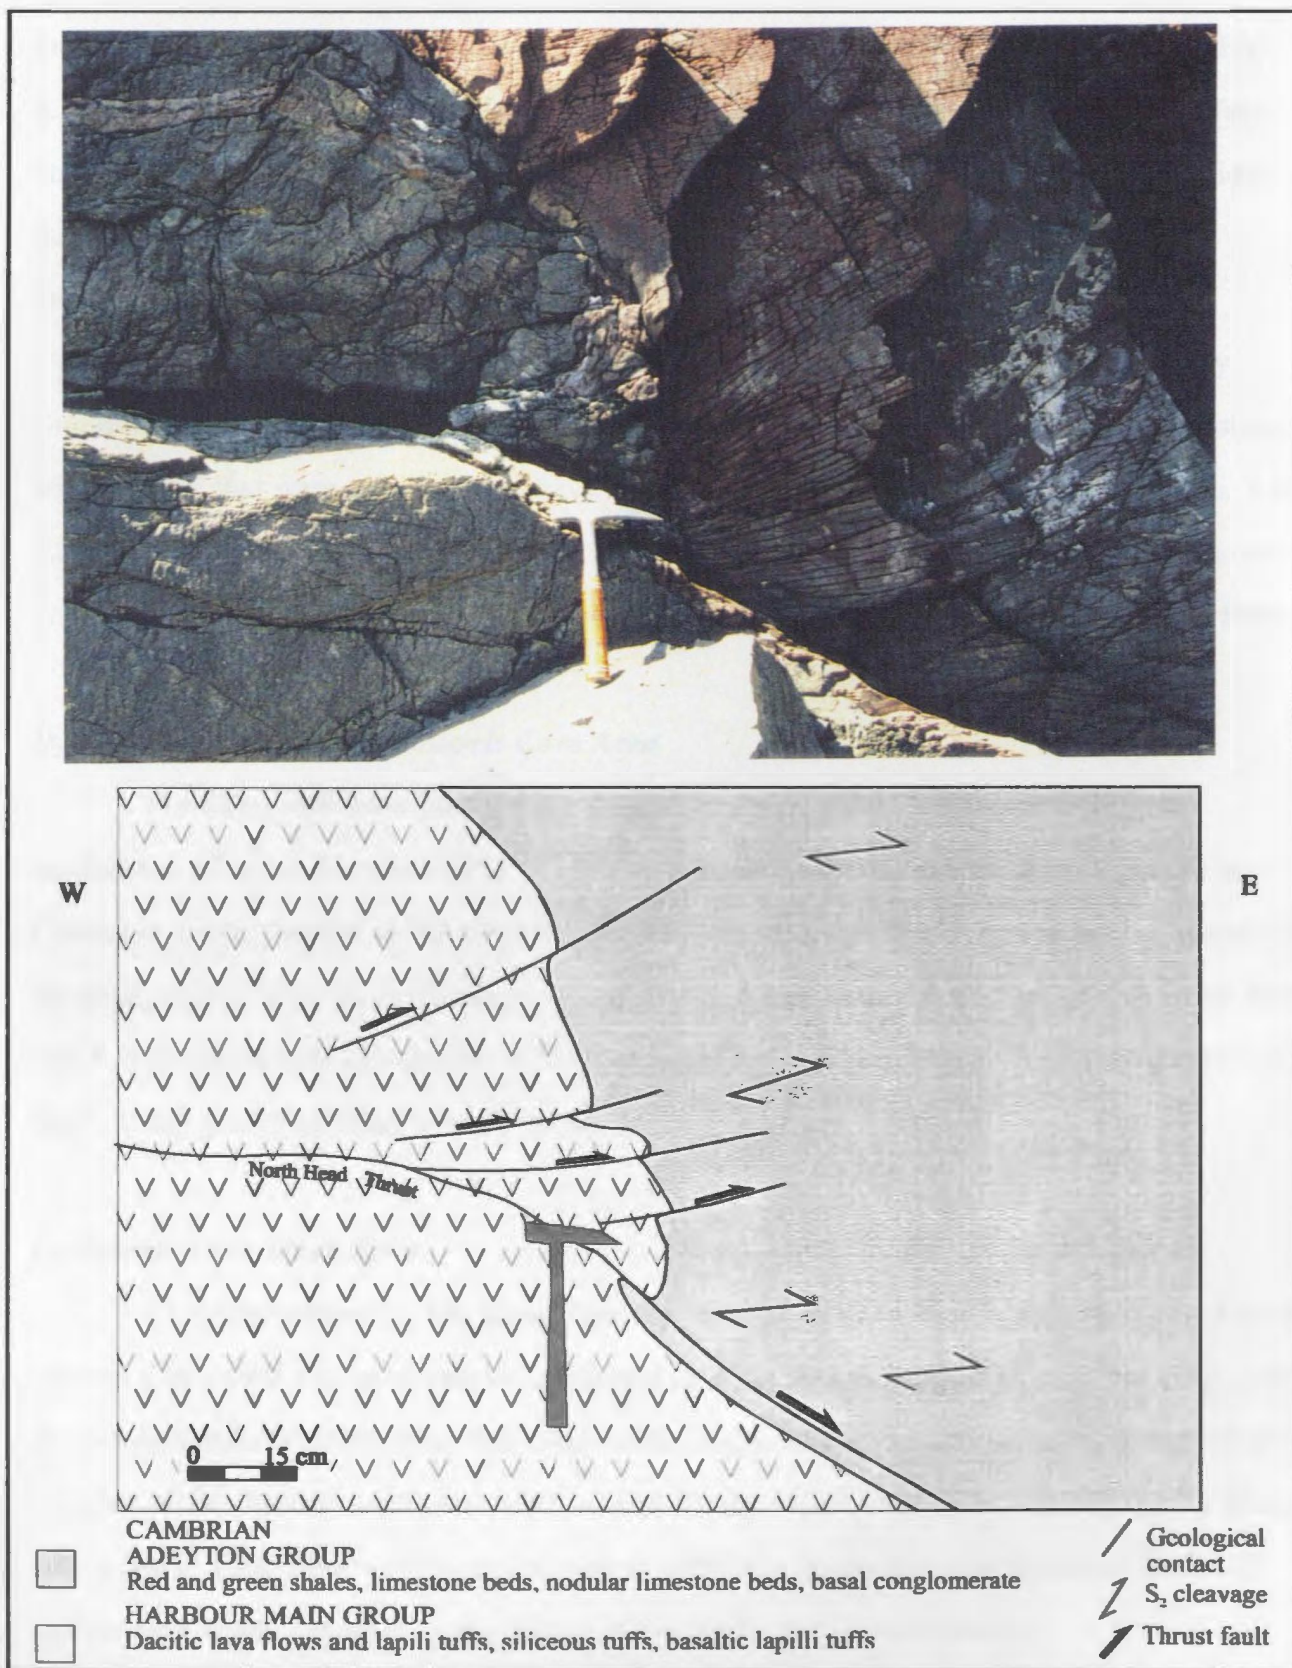 W
E
North Head Thrust
0 15 cm
CAMBRIAN
ADEYTON GROUP
Red and green shales, limestone beds, nodular limestone beds, basal conglomerate
HARBOUR MAIN GROUP
Dacitic lava flows and lapili tuffs, siliceous tuffs, basaltic lapilli tuffs
Geological
contact
S₂ cleavage
Thrust fault